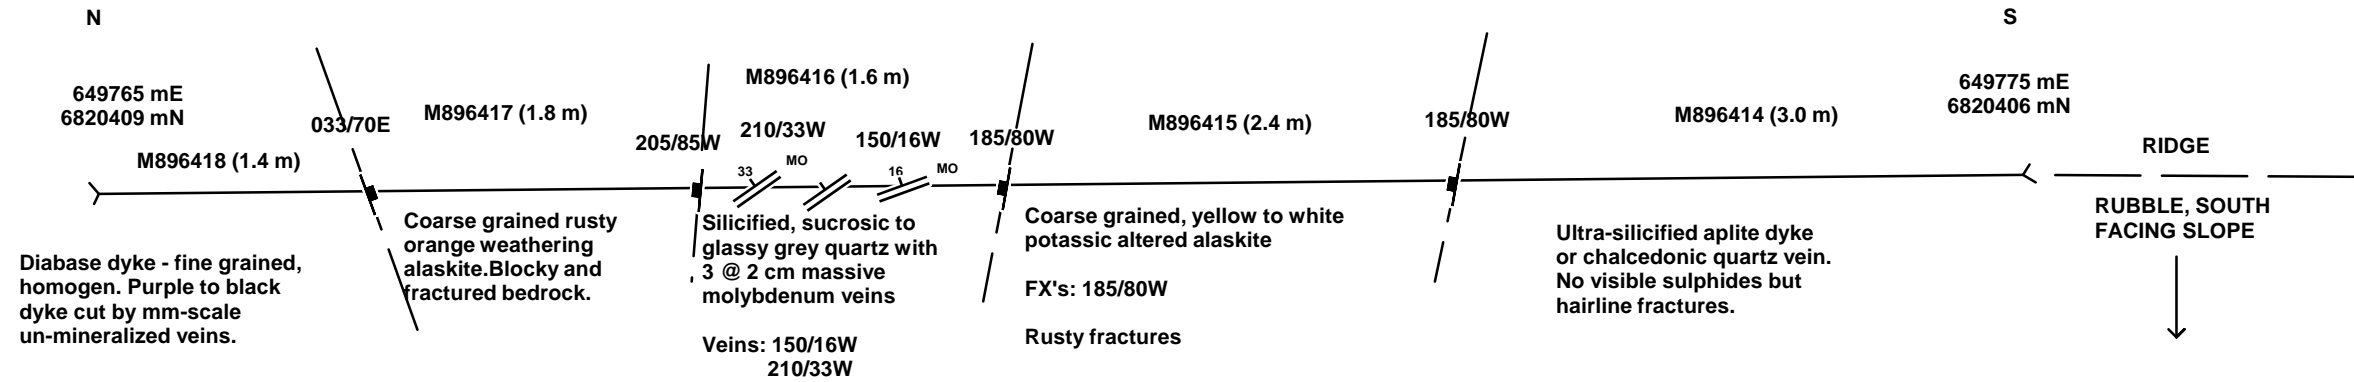 N
S
649765 mE
6820409 mN
M896418 (1.4 m)
033/70E
M896417 (1.8 m)
205/85W
M896416 (1.6 m)
210/33W
150/16W
185/80W
M896415 (2.4 m)
185/80W
M896414 (3.0 m)
649775 mE
6820406 mN
33
MO
16
MO
RIDGE
RUBBLE, SOUTH
FACING SLOPE
Diabase dyke - fine grained,
homogen. Purple to black
dyke cut by mm-scale
un-mineralized veins.
Coarse grained rusty
orange weathering
alaskite.Blocky and
fractured bedrock.
Silicified, sucrosic to
glassy grey quartz with
3 @ 2 cm massive
molybdenum veins
Veins: 150/16W
210/33W
Coarse grained, yellow to white
potassic altered alaskite
FX's: 185/80W
Rusty fractures
Ultra-silicified aplite dyke
or chalcedonic quartz vein.
No visible sulphides but
hairline fractures.